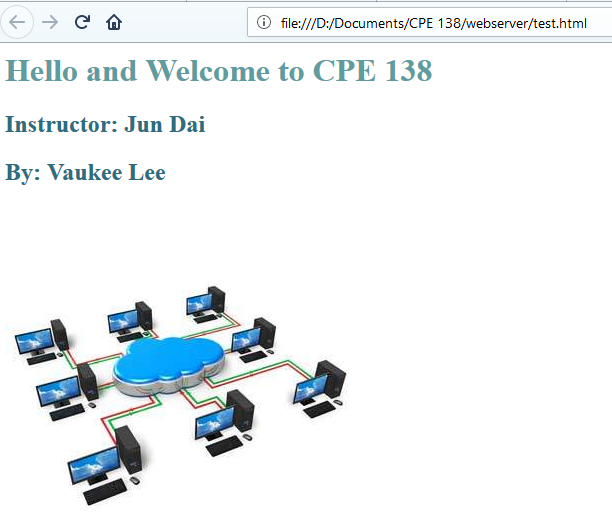 file:///D:/Documents/CPE 138/webserver/test.html
Hello and Welcome to CPE 138
Instructor: Jun Dai
By: Vaukee Lee